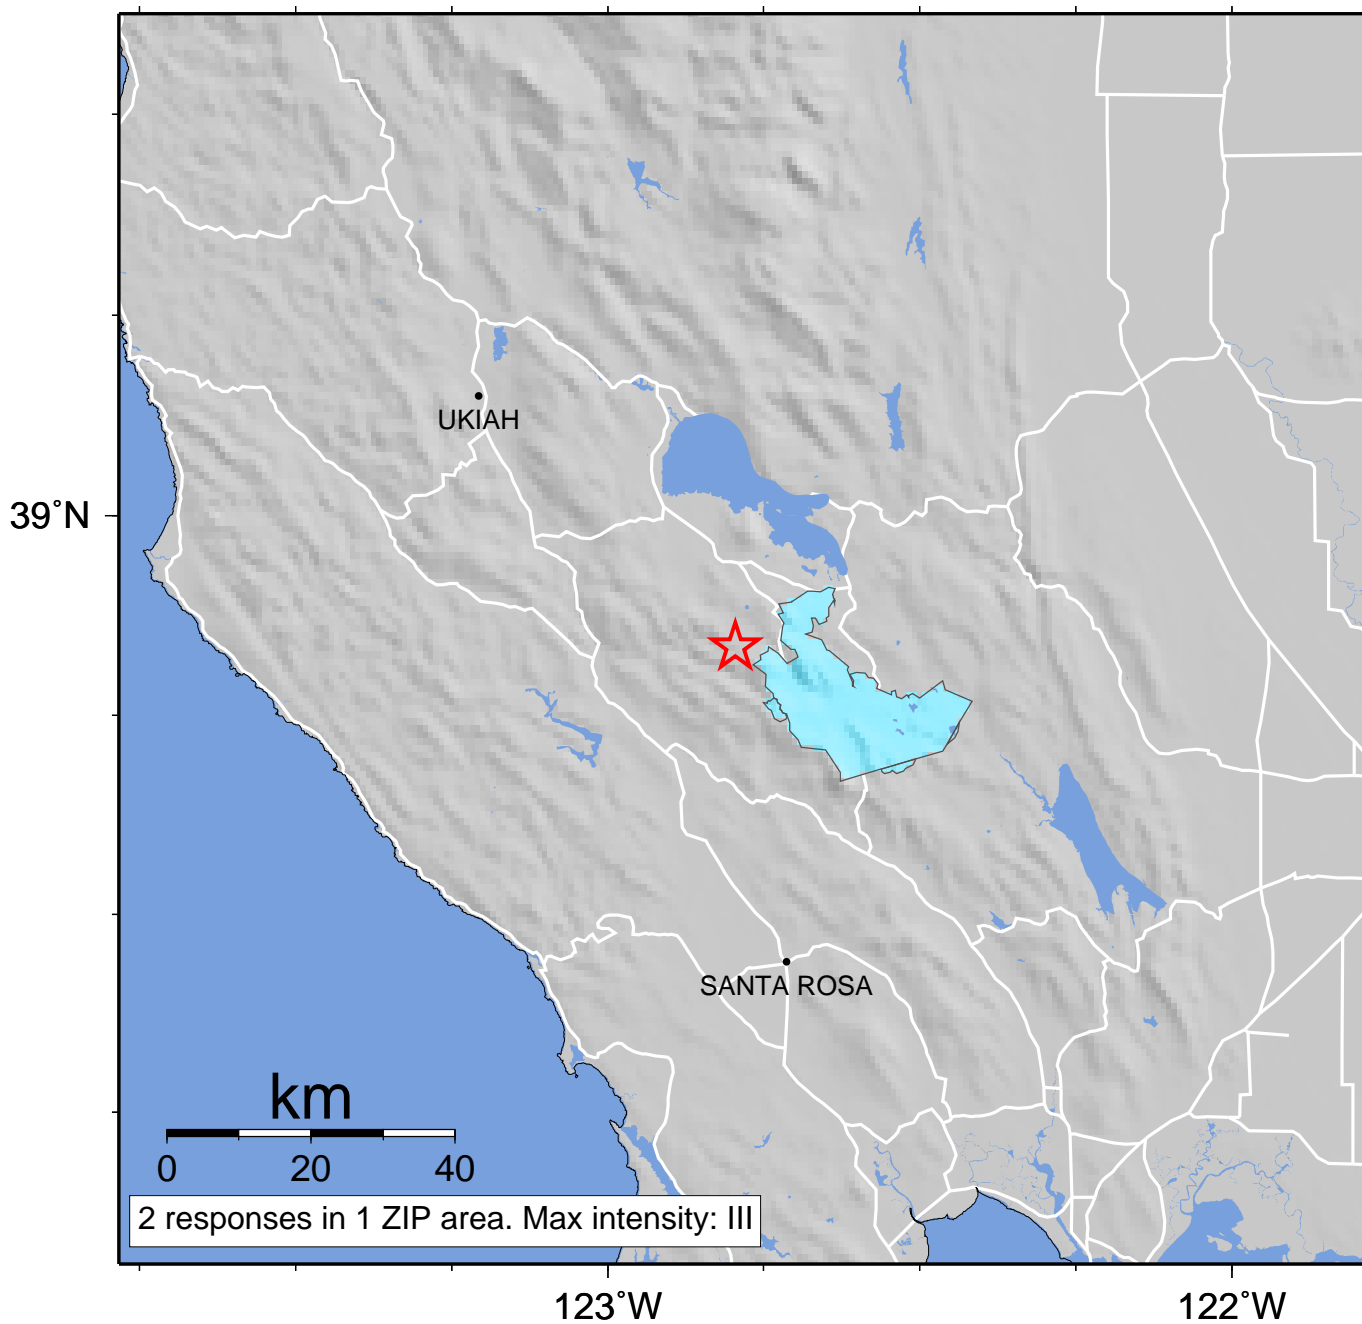 UKIAH
39°N
SANTA ROSA
km
0 20 40
2 responses in 1 ZIP area. Max intensity: III
123°W 122°W